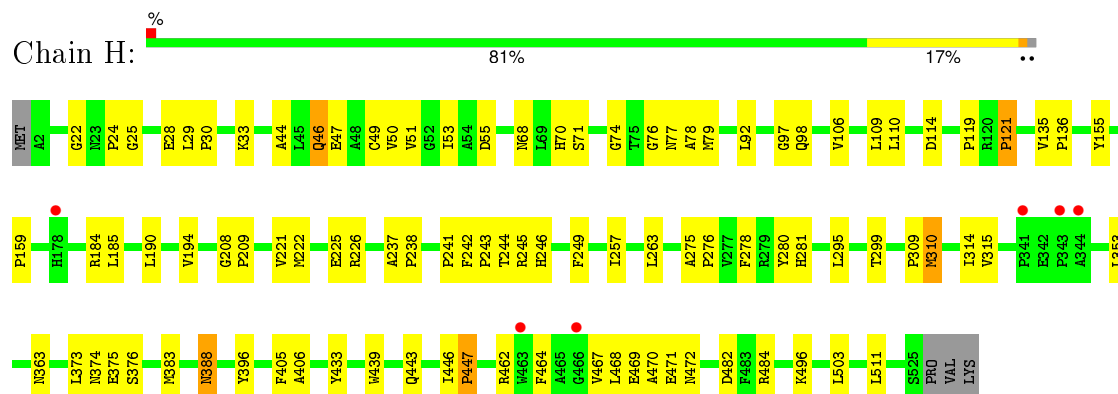 %
Chain H:
81% 17% ••
MET A2 G22 N23 P24 G25 E28 L29 P30 K33 A44 L45 Q46 E47 A48 C49 V50 V51 G52 I53 A54 D55 N68 L69 H70 S71 G74 T75 G76 N77 A78 M79 L92 G97 Q98 V106 L109 L110 D114 P119 R120 P121 V135 P136 Y155
P159 H178 R184 L185 L190 V194 G208 P209 V221 M222 E225 R226 A237 P238 P241 F242 P243 T244 R245 H246 F249 I257 L263 A275 P276 V277 F278 R279 Y280 H281 L295 T299 P309 M310 I314 V315 P341 E342 P343 A344 L353
N363 L373 N374 E375 S376 M383 N388 Y396 F405 A406 Y433 W439 Q443 I446 P447 R462 W463 F464 A465 G466 V467 L468 E469 A470 E471 N472 D482 F483 R484 K496 L503 L511 S525 PRO VAL LYS